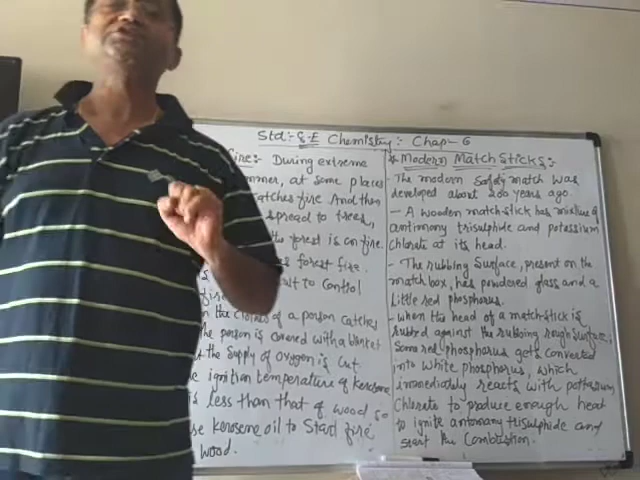 Std:- 8-E Chemistry:- Chap- 6
Fire:- During extreme
at some places
catches fire. And then
spread to trees,
the forest is on fire.
forest fire.
to control
fire
the clothes of a person catches
the person is covered with a blanket
the supply of oxygen is cut
ignition temperature of kerosene
is less than that of wood so
kerosene oil to start fire
wood.
* Modern Match Sticks:-
The modern safety match was
developed about 200 years ago.
- A wooden match-stick has mixture of
antimony trisulphide and potassium
chlorate at its head.
- The rubbing surface, present on the
match box, has powdered glass and a
little red phosphorus.
- When the head of a match-stick is
rubbed against the rubbing rough surface,
Some red phosphorus gets converted
into white phosphorus, which
immediately reacts with potassium
chlorate to produce enough heat
to ignite antimony trisulphide and
start the combustion.